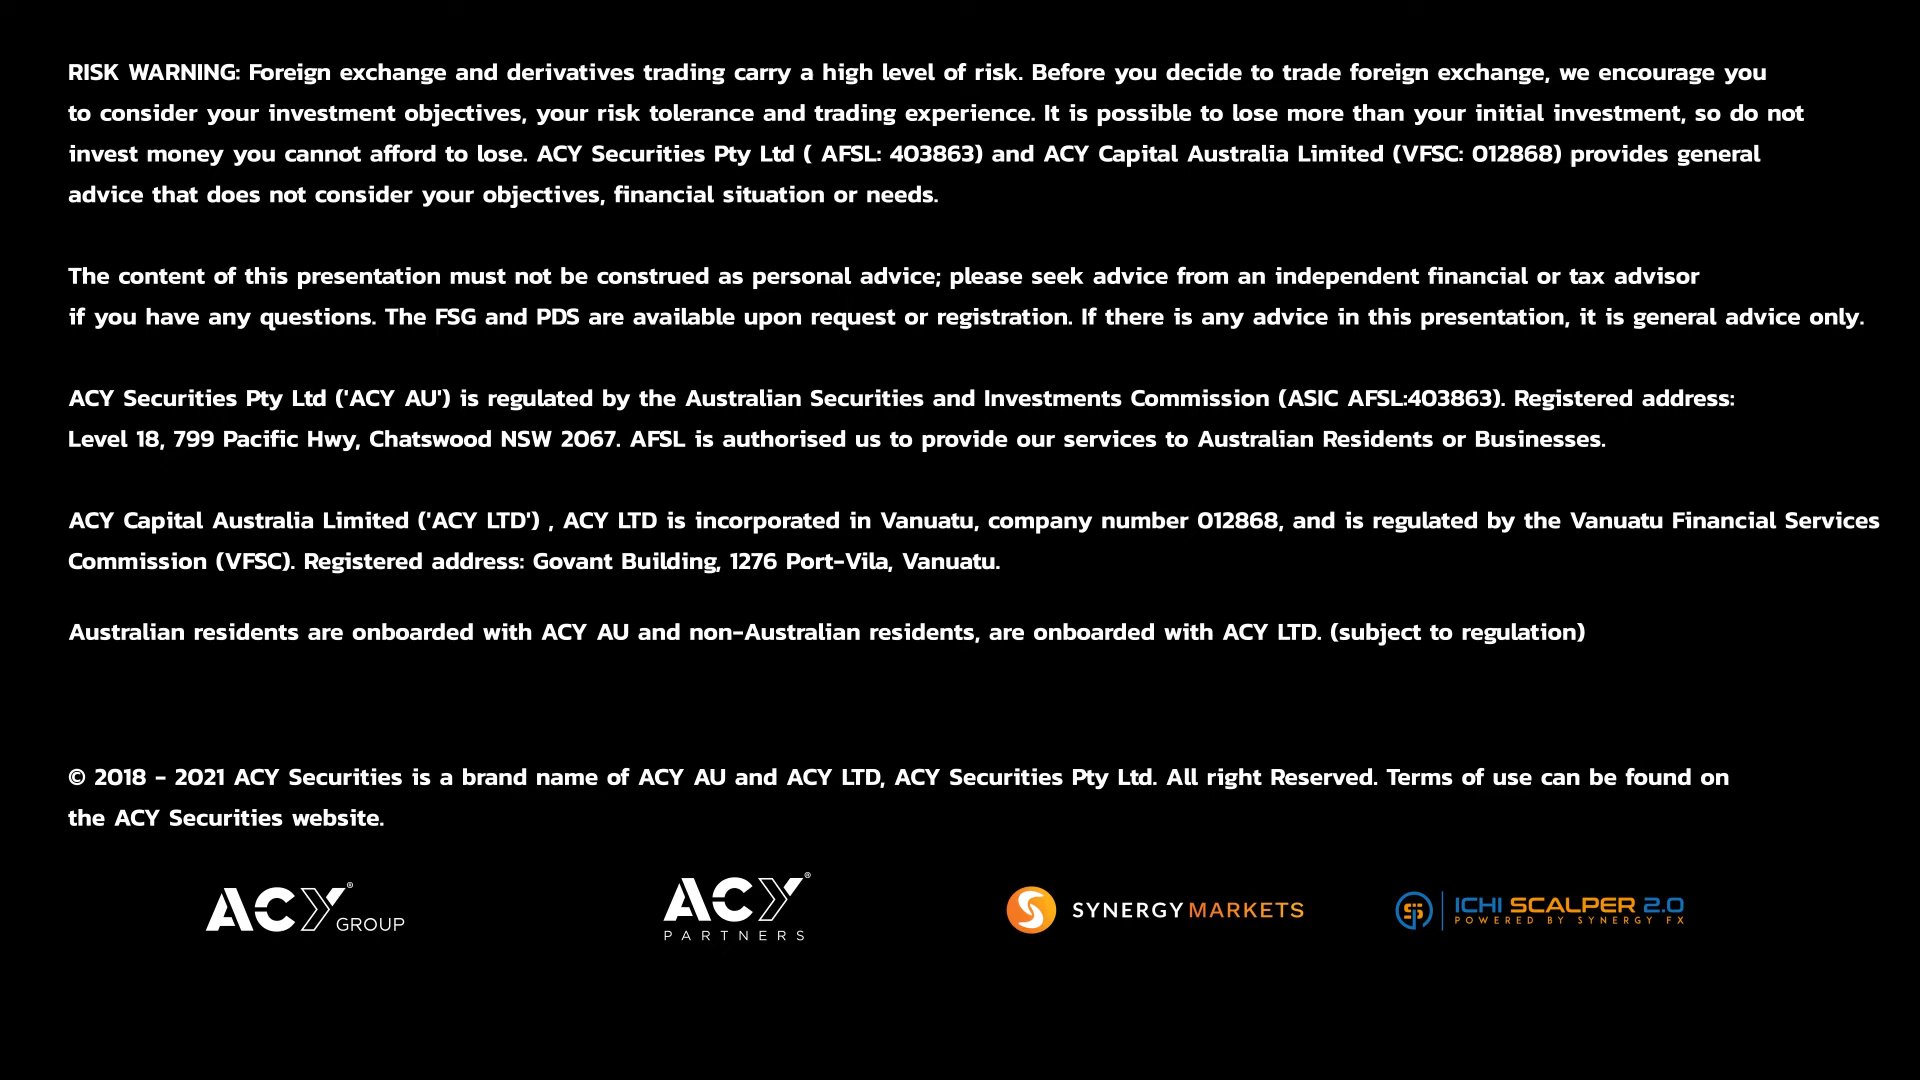 RISK WARNING: Foreign exchange and derivatives trading carry a high level of risk. Before you decide to trade foreign exchange, we encourage you
to consider your investment objectives, your risk tolerance and trading experience. It is possible to lose more than your initial investment, so do not
invest money you cannot afford to lose. ACY Securities Pty Ltd ( AFSL: 403863) and ACY Capital Australia Limited (VFSC: 012868) provides general
advice that does not consider your objectives, financial situation or needs.
The content of this presentation must not be construed as personal advice; please seek advice from an independent financial or tax advisor
if you have any questions. The FSG and PDS are available upon request or registration. If there is any advice in this presentation, it is general advice only.
ACY Securities Pty Ltd ('ACY AU') is regulated by the Australian Securities and Investments Commission (ASIC AFSL:403863). Registered address:
Level 18, 799 Pacific Hwy, Chatswood NSW 2067. AFSL is authorised us to provide our services to Australian Residents or Businesses.
ACY Capital Australia Limited ('ACY LTD') , ACY LTD is incorporated in Vanuatu, company number 012868, and is regulated by the Vanuatu Financial Services
Commission (VFSC). Registered address: Govant Building, 1276 Port-Vila, Vanuatu.
Australian residents are onboarded with ACY AU and non-Australian residents, are onboarded with ACY LTD. (subject to regulation)
© 2018 - 2021 ACY Securities is a brand name of ACY AU and ACY LTD, ACY Securities Pty Ltd. All right Reserved. Terms of use can be found on
the ACY Securities website.
ACY® GROUP
ACY®
PARTNERS
SYNERGY MARKETS
ICHI SCALPER 2.0
POWERED BY SYNERGY FX